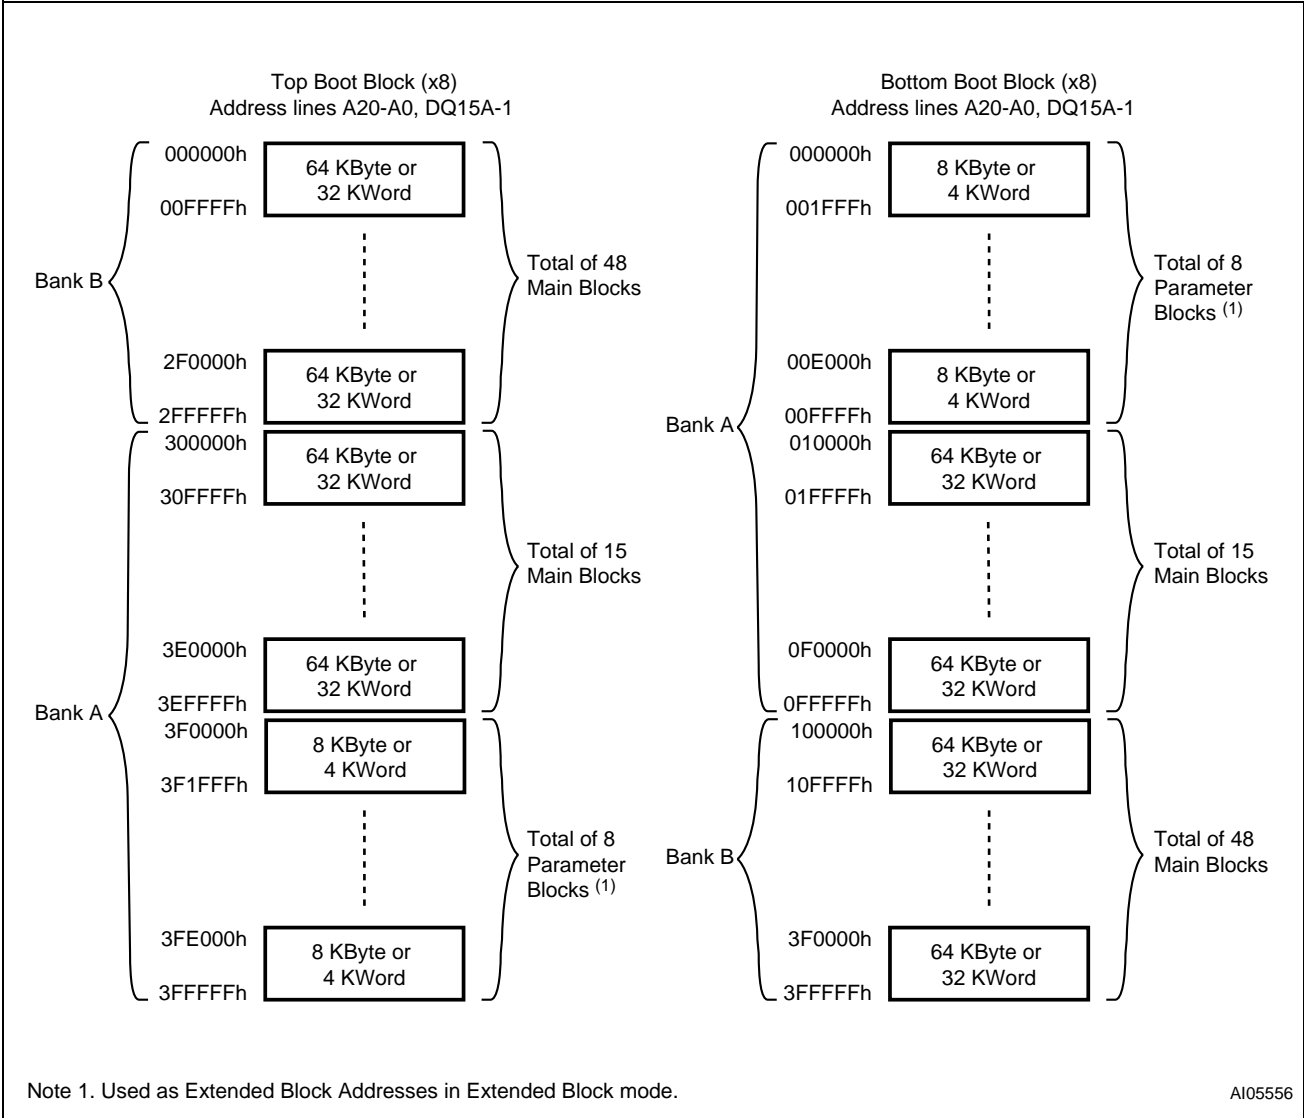 Top Boot Block (x8)
Address lines A20-A0, DQ15A-1
Bank B
000000h
64 KByte or
32 KWord
00FFFFh
Total of 48
Main Blocks
2F0000h
64 KByte or
32 KWord
2FFFFFh
Bank A
300000h
64 KByte or
32 KWord
30FFFFh
Total of 15
Main Blocks
3E0000h
64 KByte or
32 KWord
3EFFFFh
3F0000h
8 KByte or
4 KWord
3F1FFFh
Total of 8
Parameter
Blocks (1)
3FE000h
8 KByte or
4 KWord
3FFFFFh
Bottom Boot Block (x8)
Address lines A20-A0, DQ15A-1
Bank A
000000h
8 KByte or
4 KWord
001FFFh
Total of 8
Parameter
Blocks (1)
00E000h
8 KByte or
4 KWord
00FFFFh
010000h
64 KByte or
32 KWord
01FFFFh
Total of 15
Main Blocks
0F0000h
64 KByte or
32 KWord
0FFFFFh
Bank B
100000h
64 KByte or
32 KWord
10FFFFh
Total of 48
Main Blocks
3F0000h
64 KByte or
32 KWord
3FFFFFh
Note 1. Used as Extended Block Addresses in Extended Block mode.
AI05556